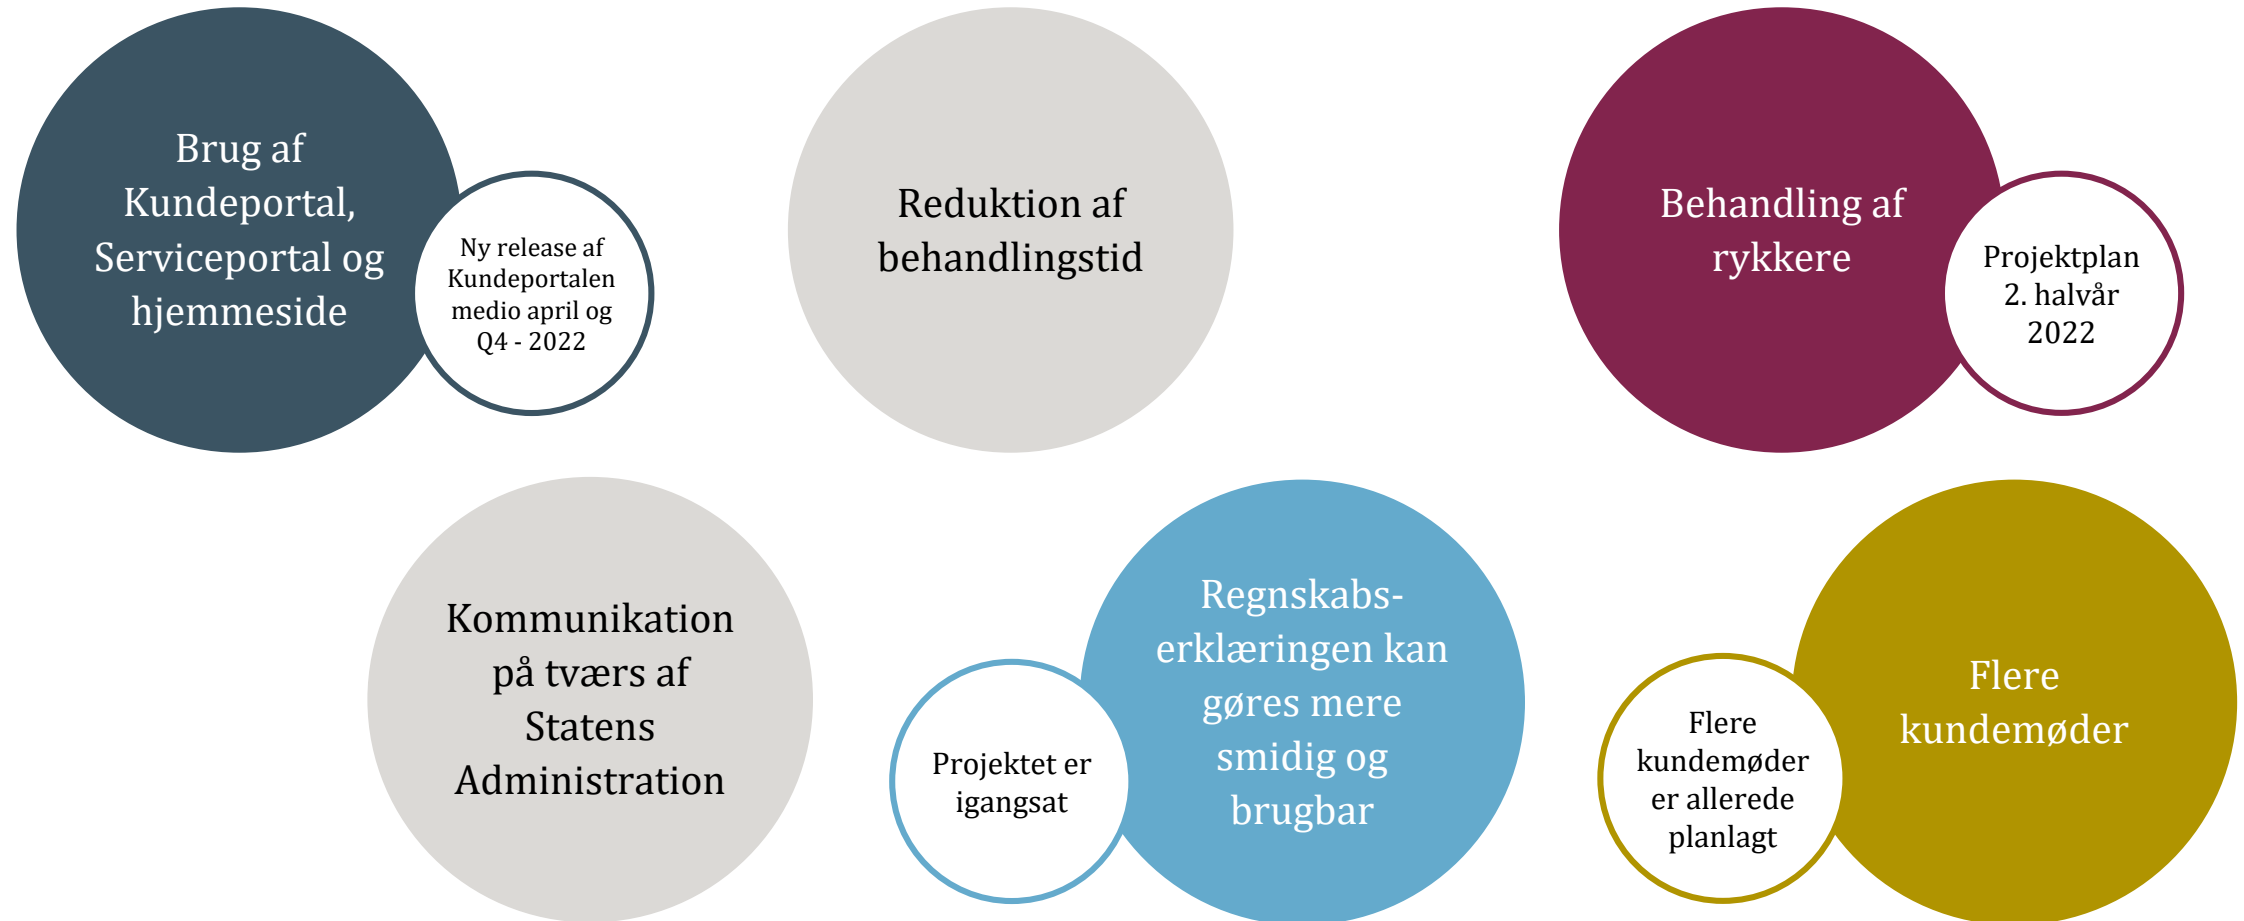 Brug af
Kundeportal,
Serviceportal og
hjemmeside
Ny release af
Kundeportalen
medio april og
Q4 - 2022
Reduktion af
behandlingstid
Behandling af
rykkere
Projektplan
2. halvår
2022
Kommunikation
på tværs af
Statens
Administration
Projektet er
igangsat
Regnskabs-
erklæringen kan
gøres mere
smidig og
brugbar
Flere
kundemøder
er allerede
planlagt
Flere
kundemøder